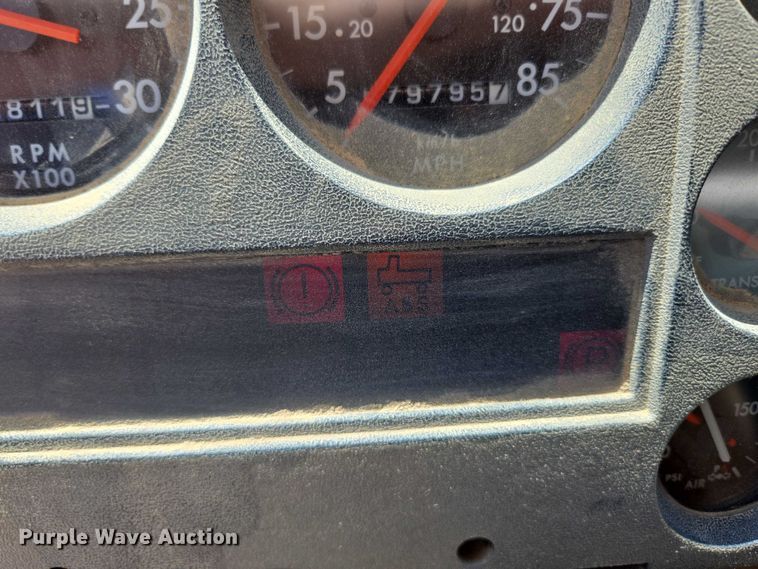 25
30
8119
RPM
X100
15
20
120
75
5
797957
85
km/h
MPH
ABS
P
TRANS
150
PSI AIR
Purple Wave Auction